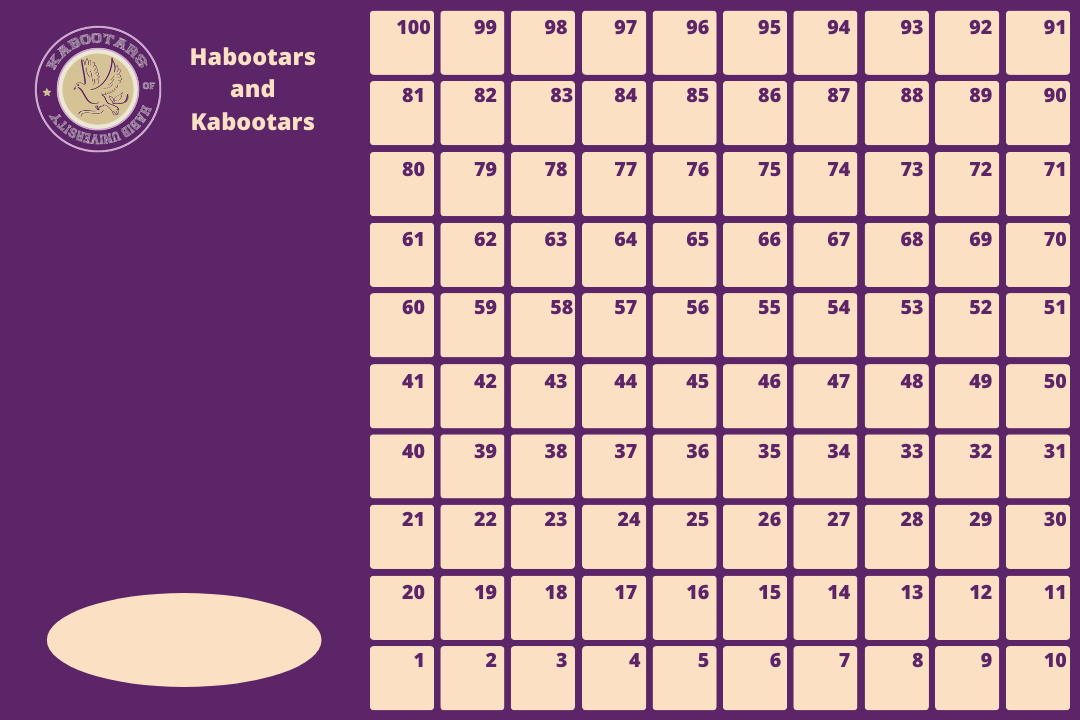 KABOOTARS
OF
HABIB UNIVERSITY
Habootars
and
Kabootars
100 99 98 97 96 95 94 93 92 91
81 82 83 84 85 86 87 88 89 90
80 79 78 77 76 75 74 73 72 71
61 62 63 64 65 66 67 68 69 70
60 59 58 57 56 55 54 53 52 51
41 42 43 44 45 46 47 48 49 50
40 39 38 37 36 35 34 33 32 31
21 22 23 24 25 26 27 28 29 30
20 19 18 17 16 15 14 13 12 11
1 2 3 4 5 6 7 8 9 10